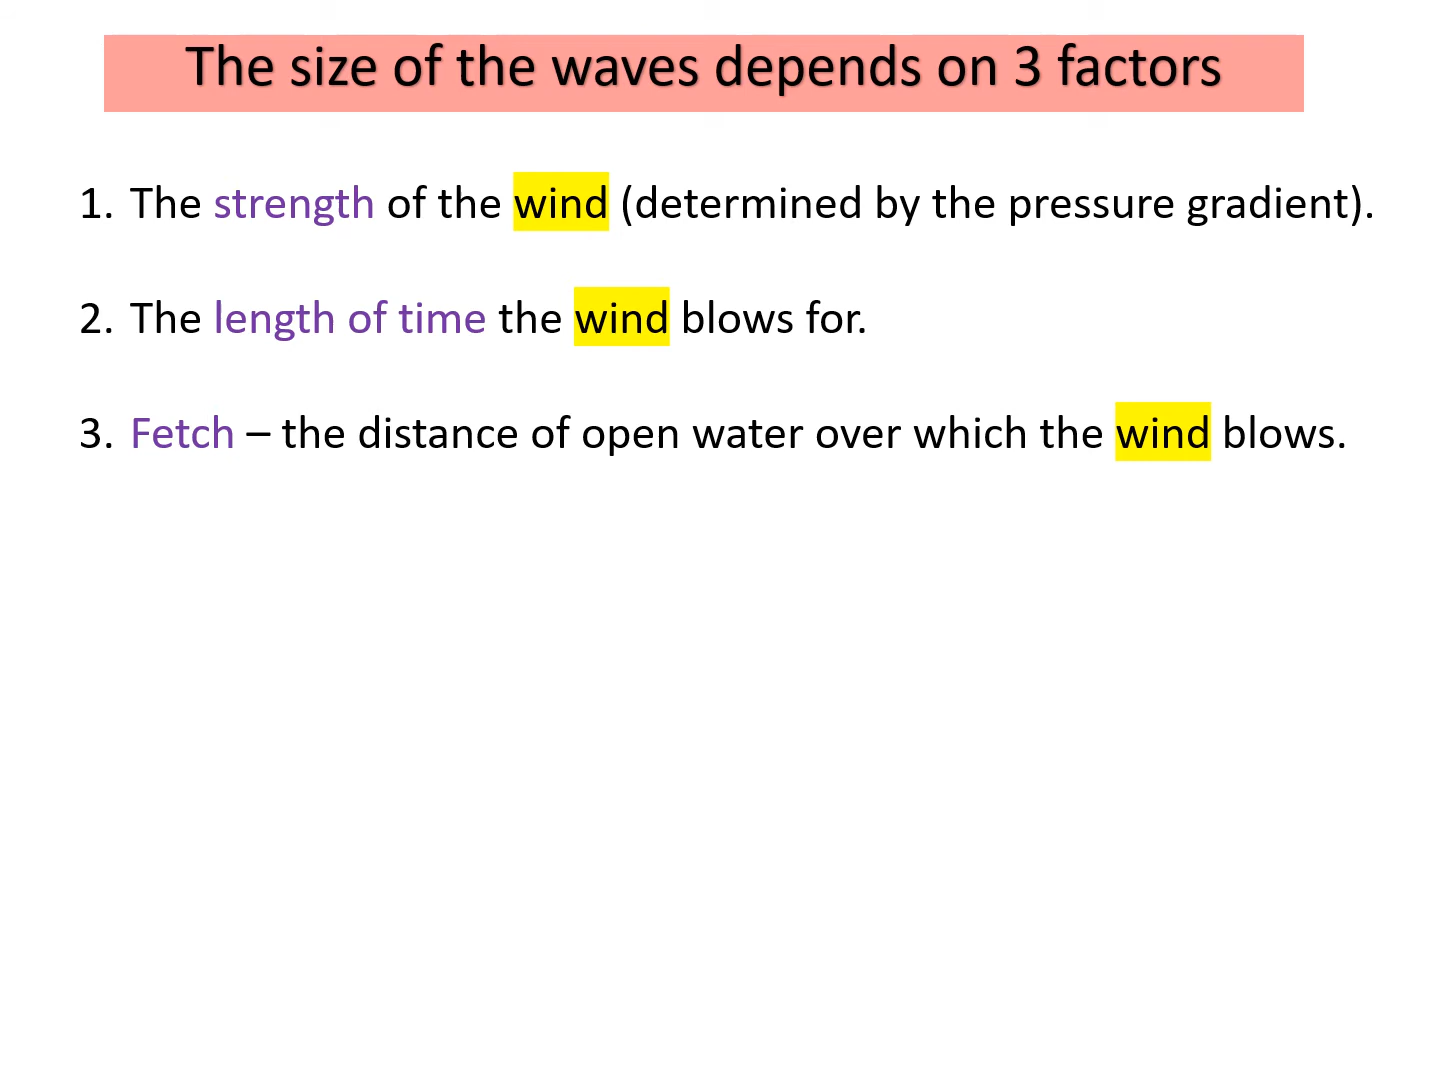 The size of the waves depends on 3 factors
1. The strength of the wind (determined by the pressure gradient).
2. The length of time the wind blows for.
3. Fetch – the distance of open water over which the wind blows.